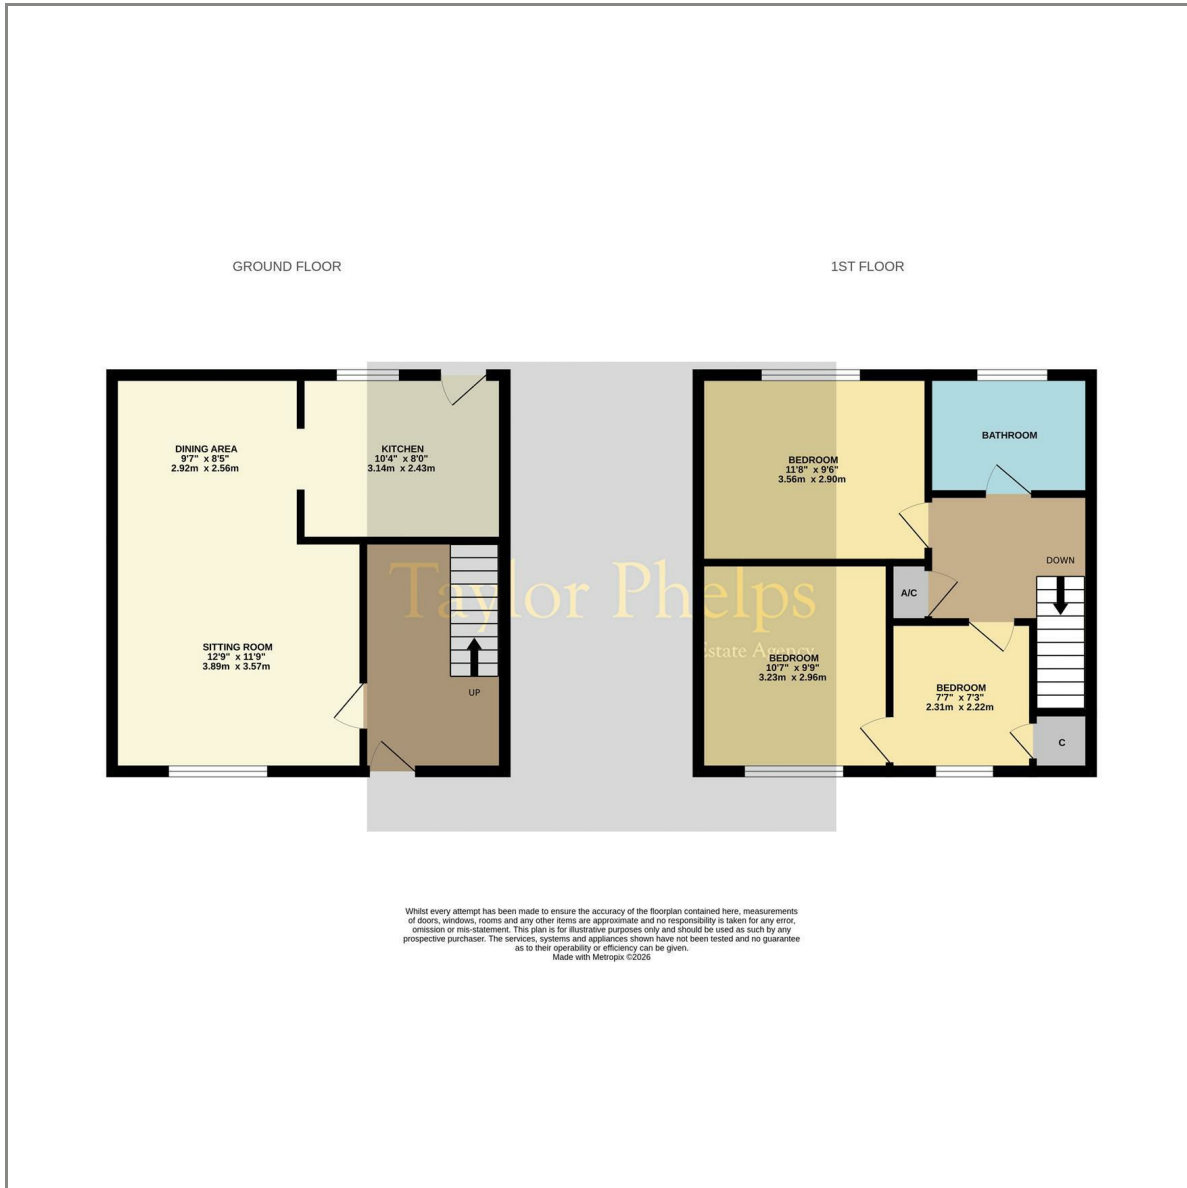 GROUND FLOOR
1ST FLOOR
DINING AREA
9'7" x 8'5"
2.92m x 2.56m
KITCHEN
10'4" x 8'0"
3.14m x 2.43m
SITTING ROOM
12'9" x 11'9"
3.89m x 3.57m
UP
BEDROOM
11'8" x 9'6"
3.56m x 2.90m
BATHROOM
DOWN
A/C
BEDROOM
10'7" x 9'9"
3.23m x 2.96m
BEDROOM
7'7" x 7'3"
2.31m x 2.22m
C
Taylor Phelps
Estate Agency
Whilst every attempt has been made to ensure the accuracy of the floorplan contained here, measurements
of doors, windows, rooms and any other items are approximate and no responsibility is taken for any error,
omission or mis-statement. This plan is for illustrative purposes only and should be used as such by any
prospective purchaser. The services, systems and appliances shown have not been tested and no guarantee
as to their operability or efficiency can be given.
Made with Metropix ©2026